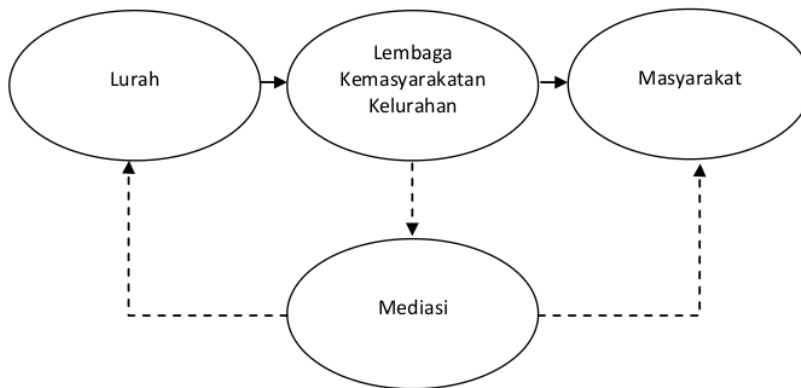 Lurah
Lembaga
Kemasyarakatan
Kelurahan
Masyarakat
Mediasi